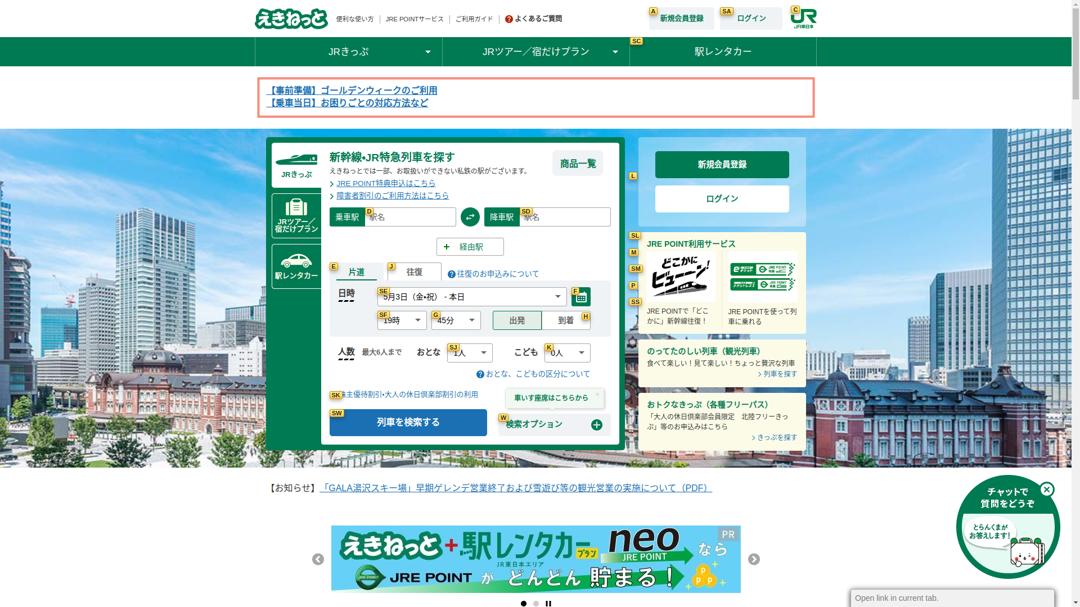 えきねっと
便利な使い方
JRE POINTサービス
ご利用ガイド
よくあるご質問
A
新規会員登録
SA
ログイン
C
JR
JR東日本
JRきっぷ
JRツアー／宿だけプラン
SC
駅レンタカー
【事前準備】ゴールデンウィークのご利用
【乗車当日】お困りごとの対応方法など
JRきっぷ
JRツアー／
宿だけプラン
駅レンタカー
新幹線・JR特急列車を探す
商品一覧
えきねっとでは一部、お取扱いができない私鉄の駅がございます。
JRE POINT特典申込はこちら
障害者割引のご利用方法はこちら
乗車駅
D
駅名
降車駅
SD
駅名
経由駅
E
片道
J
往復
往復のお申込みについて
日時
SE
5月3日（金・祝） - 本日
F
SF
19時
G
45分
出発
到着
H
人数
最大6人まで
おとな
SJ
1人
こども
K
0人
おとな、こどもの区分について
SK
株主優待割引・大人の休日倶楽部割引の利用
車いす座席はこちらから
SW
列車を検索する
W
検索オプション
新規会員登録
L
ログイン
SL
M
SM
P
SS
JRE POINT利用サービス
どこかに
ビューーン!
JRE POINTで「どこ
かに」新幹線往復！
JRE POINTを使って列
車に乗れる
のってたのしい列車（観光列車）
食べて楽しい！見て楽しい！ちょっと贅沢な列車
列車を探す
おトクなきっぷ（各種フリーパス）
「大人の休日倶楽部会員限定　北陸フリーきっ
ぷ」等のお申込みはこちら
きっぷを探す
【お知らせ】「GALA湯沢スキー場」早期ゲレンデ営業終了および雪遊び等の観光営業の実施について（PDF）
PR
えきねっと+駅レンタカープラン neo なら
JR東日本エリア
JRE POINT
JRE POINT が どんどん 貯まる！
P P P
チャットで
質問をどうぞ
とらんくまが
お答えします！
Open link in current tab.